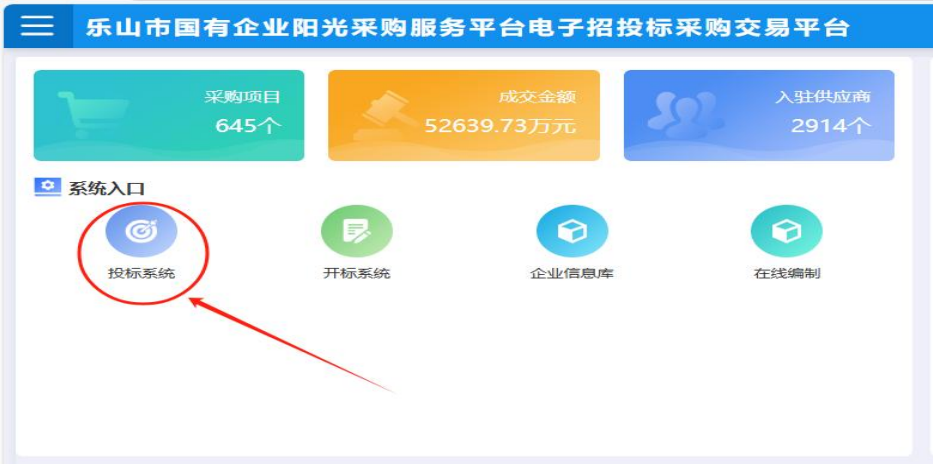 乐山市国有企业阳光采购服务平台电子招投标采购交易平台
采购项目
645个
成交金额
52639.73万元
入驻供应商
2914个
系统入口
投标系统
开标系统
企业信息库
在线编制